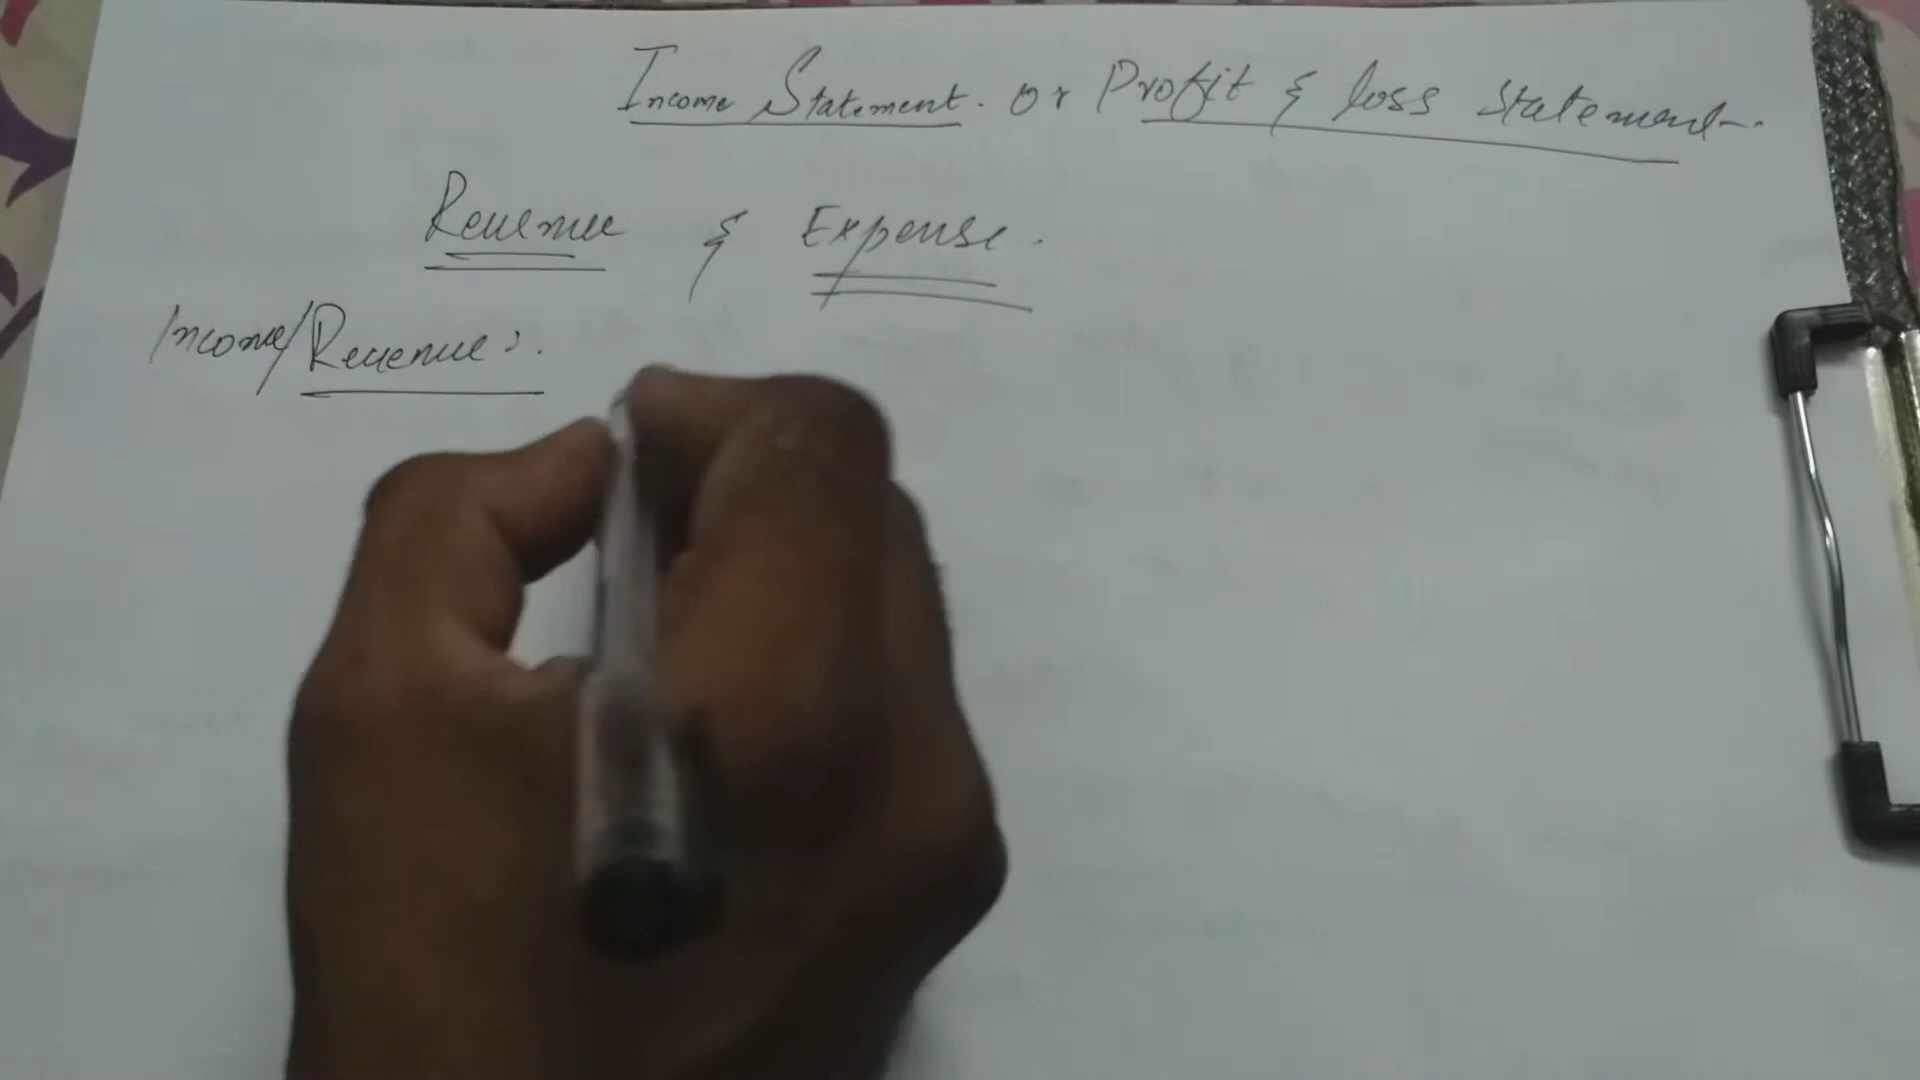 Income Statement. or Profit & loss statement.
Revenue & Expense.
Income/Revenue:.